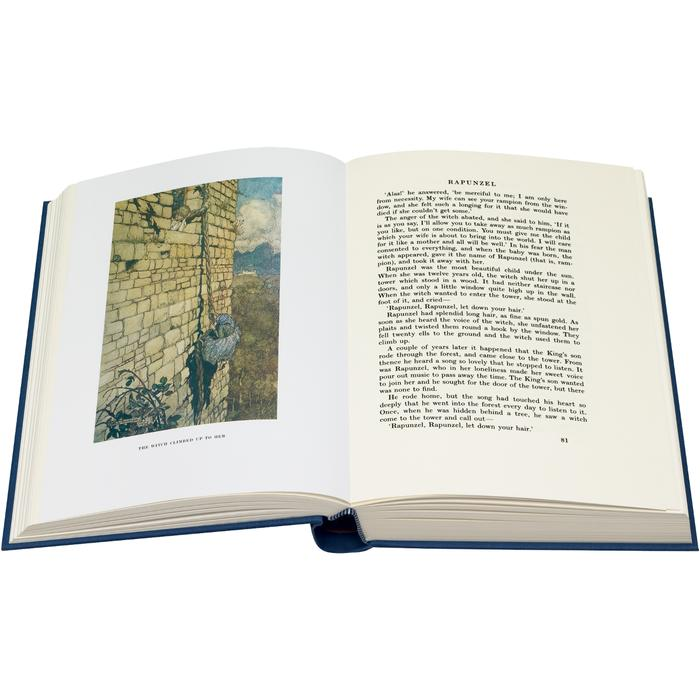 THE WITCH CLIMBED UP TO HER
RAPUNZEL
'Alas!' he answered, 'be merciful to me; I am only here
from necessity. My wife can see your rampion from the win-
dow, and she felt such a longing for it that she would have
died if she couldn't get some.'
The anger of the witch abated, and she said to him, 'If it
is as you say, I'll allow you to take away as much rampion as
you like, but on one condition. You must give me the child
which your wife is about to bring into the world. I will care
for it like a mother and all will be well.' In his fear the man
consented to everything, and when the baby was born, the
witch appeared, gave it the name of Rapunzel (that is, ram-
pion), and took it away with her.
Rapunzel was the most beautiful child under the sun.
When she was twelve years old, the witch shut her up in a
tower which stood in a wood. It had neither staircase nor
doors, and only a little window quite high up in the wall.
When the witch wanted to enter the tower, she stood at the
foot of it, and cried—
'Rapunzel, Rapunzel, let down your hair.'
Rapunzel had splendid long hair, as fine as spun gold. As
soon as she heard the voice of the witch, she unfastened her
plaits and twisted them round a hook by the window. They
fell twenty ells to the ground and the witch used them to
climb up.
A couple of years later it happened that the King's son
rode through the forest, and came close to the tower. From
thence he heard a song so lovely that he stopped to listen. It
was Rapunzel, who in her loneliness made her sweet voice
pour out music to pass away the time. The King's son wanted
to join her and he sought for the door of the tower, but there
was none to find.
He rode home, but the song had touched his heart so
deeply that he went into the forest every day to listen to it.
Once, when he was hidden behind a tree, he saw a witch
come to the tower and call out—
'Rapunzel, Rapunzel, let down your hair.'
81